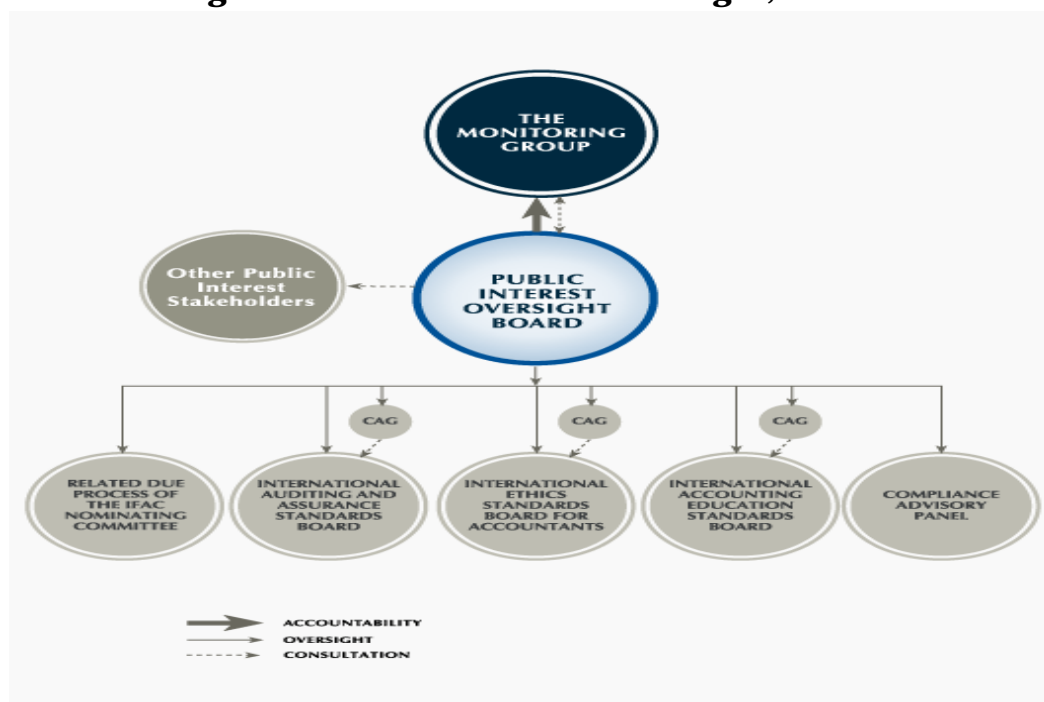 THE
MONITORING
GROUP
Other Public
Interest
Stakeholders
PUBLIC
INTEREST
OVERSIGHT
BOARD
CAG
CAG
CAG
RELATED DUE
PROCESS OF
THE IFAC
NOMINATING
COMMITTEE
INTERNATIONAL
AUDITING AND
ASSURANCE
STANDARDS
BOARD
INTERNATIONAL
ETHICS
STANDARDS
BOARD FOR
ACCOUNTANTS
INTERNATIONAL
ACCOUNTING
EDUCATION
STANDARDS
BOARD
COMPLIANCE
ADVISORY
PANEL
ACCOUNTABILITY
OVERSIGHT
CONSULTATION